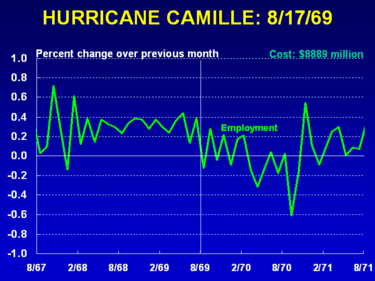 HURRICANE CAMILLE: 8/17/69
Percent change over previous month
Cost: $8889 million
1.0
0.8
0.6
0.4
0.2
0.0
-0.2
-0.4
-0.6
-0.8
-1.0
Employment
8/67 2/68 8/68 2/69 8/69 2/70 8/70 2/71 8/71